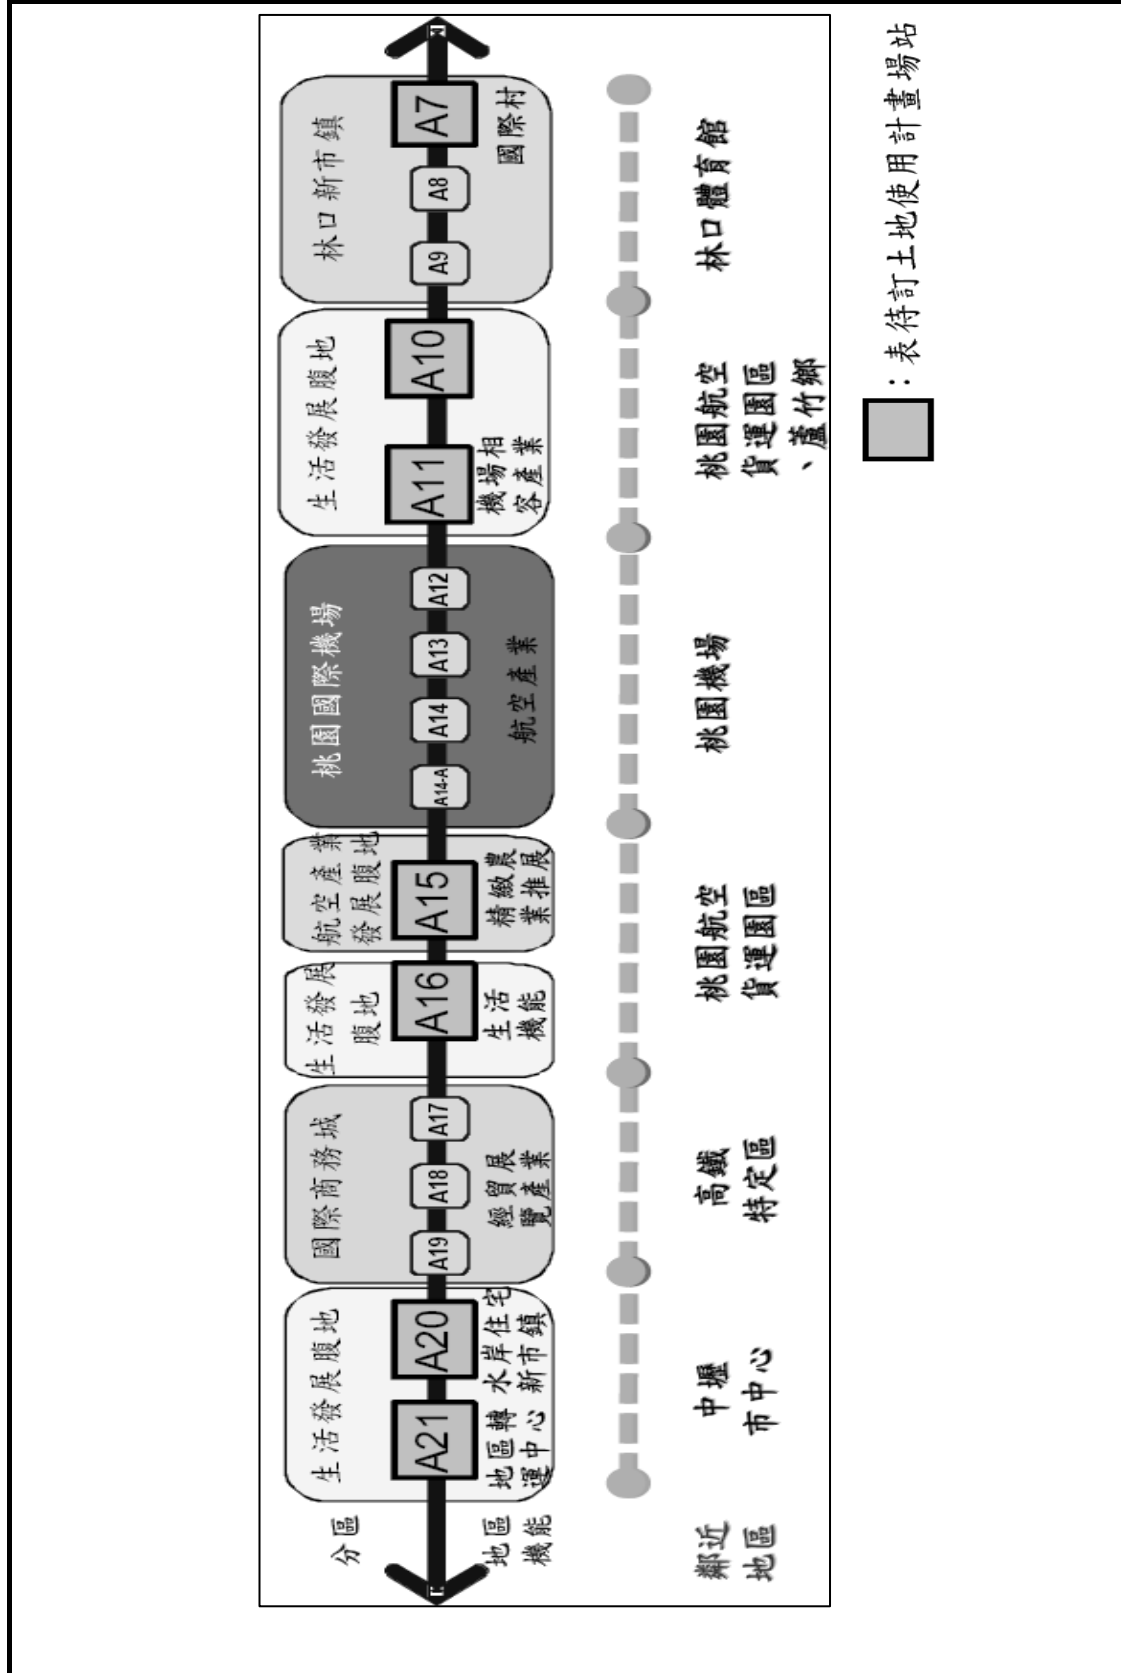 分區
生活發展腹地
國際商務城
生活發展
腹地
航空產業
發展腹地
桃園國際機場
生活發展腹地
林口新市鎮
A21
A20
A19
A18
A17
A16
A15
A14-A
A14
A13
A12
A11
A10
A9
A8
A7
地區
機能
地區轉
運中心
水岸住宅
新市鎮
經貿展
覽產業
生活
機能
精緻農
業推展
航空產業
機場相
容產業
國際村
鄰近
地區
中壢
市中心
高鐵
特定區
桃園航空
貨運園區
桃園機場
桃園航空
貨運園區
、蘆竹鄉
林口體育館
：表待訂土地使用計畫場站